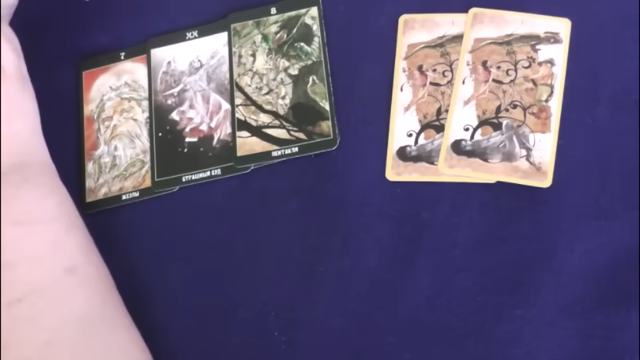 7
ЖЕЗЛЫ
XX
СТРАШНЫЙ СУД
8
ПЕНТАКЛИ